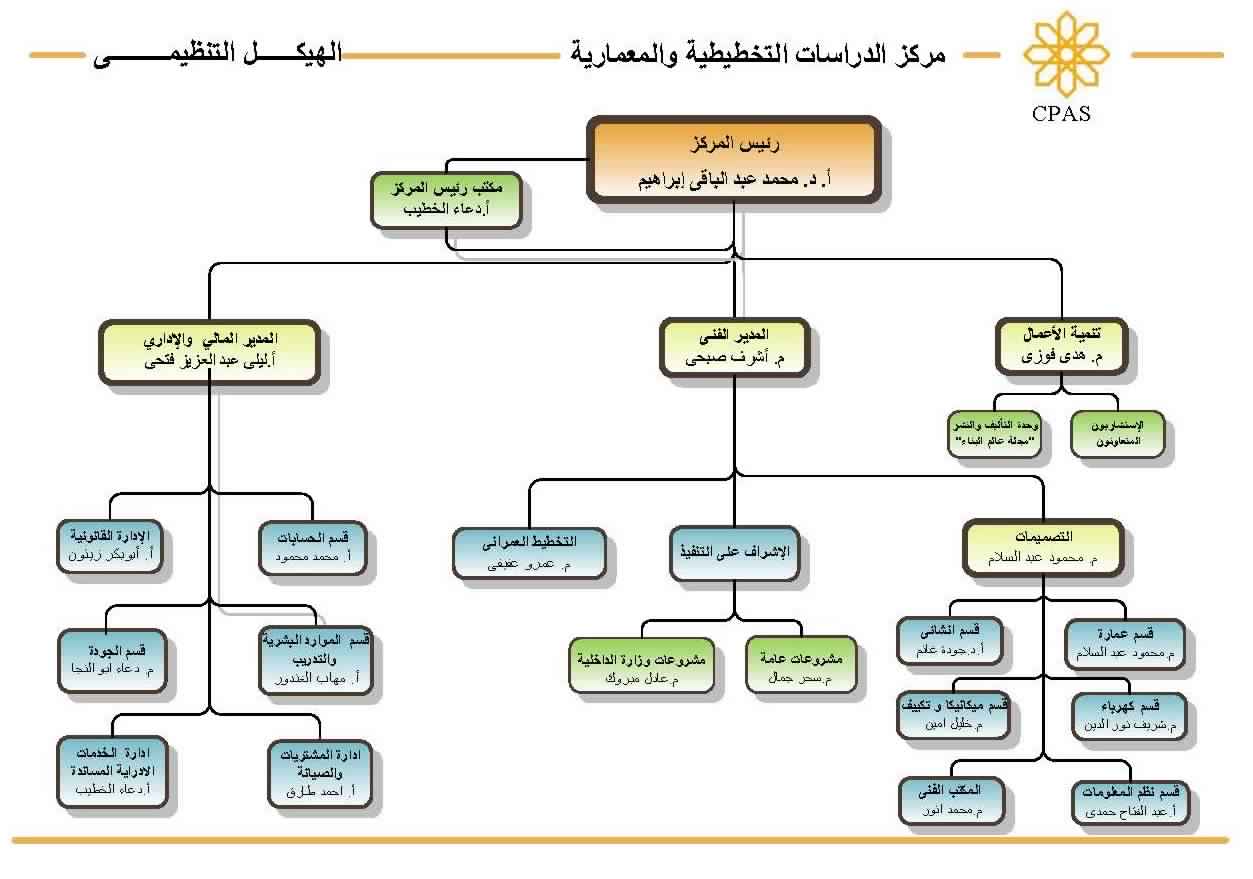 مركز الدراسات التخطيطية والمعمارية
الهيكـــل التنظيمـــــــى
CPAS
رئيس المركز
أ. د. محمد عبد الباقى إبراهيم
مكتب رئيس المركز
أ.دعاء الخطيب
تنمية الأعمال
م. هدى فوزى
المدير الفنى
م. أشرف صبحى
المدير المالي والإداري
أ.ليلى عبد العزيز فتحى
الإستشاريون
المتعاونون
وحدة التأليف والنشر
"مجلة عالم البناء"
التصميمات
م. محمود عبد السلام
الإشراف على التنفيذ
التخطيط العمرانى
م. عمرو عفيفى
قسم الحسابات
أ. محمد محمود
الإدارة القانونية
أ. أبوبكر زيتون
قسم عمارة
م.محمود عبد السلام
قسم انشائى
أ.د.جودة غانم
مشروعات عامة
م.سحر جمال
مشروعات وزارة الداخلية
م.عادل مبروك
قسم الموارد البشرية
والتدريب
أ. مهاب الغندور
قسم الجودة
م. دعاء ابو النجا
قسم كهرباء
م.شريف نور الدين
قسم ميكانيكا و تكييف
م.خليل امين
ادارة المشتريات
والصيانة
أ. احمد طارق
ادارة الخدمات
الادراية المساندة
أ.دعاء الخطيب
قسم نظم المعلومات
أ.عبد الفتاح حمدى
المكتب الفنى
م.محمد انور